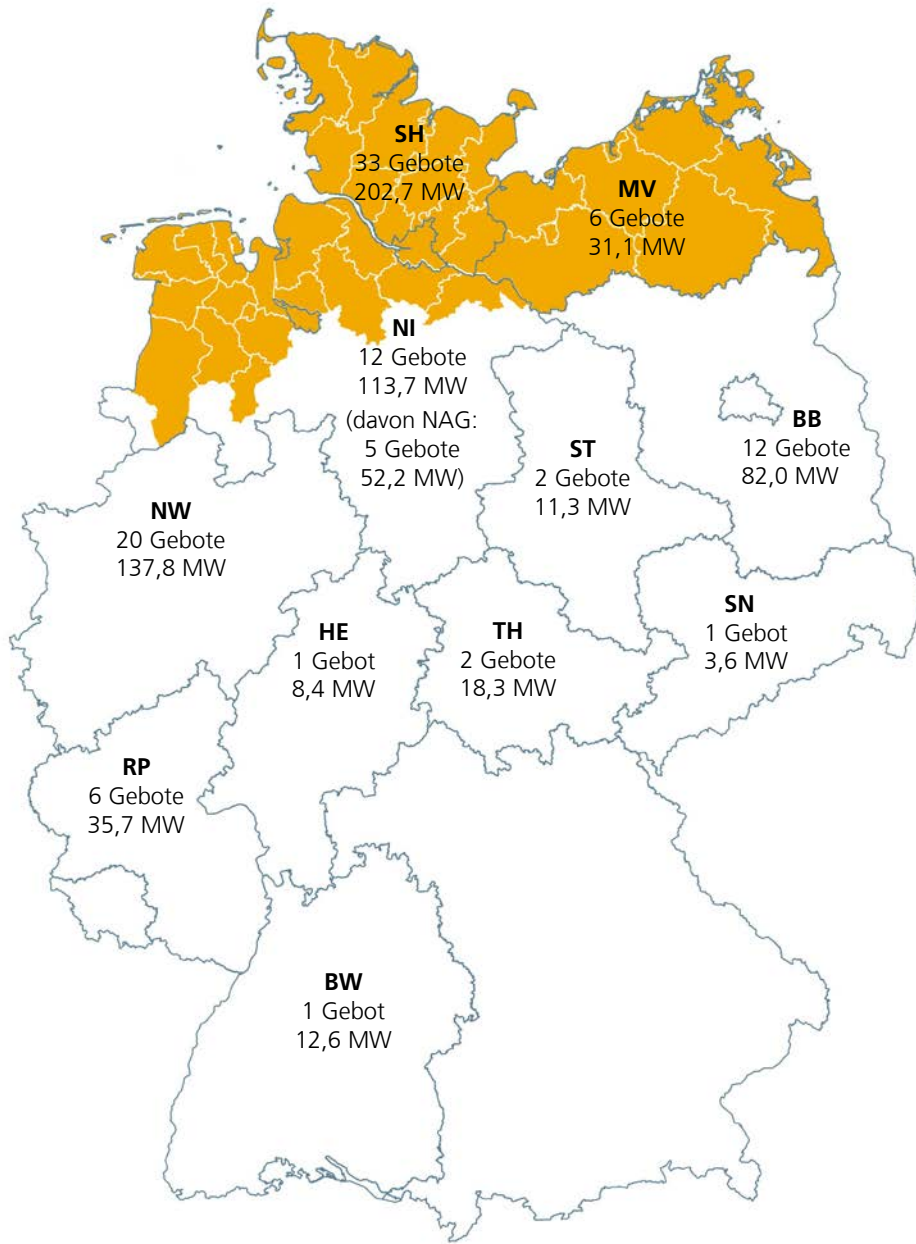 SH
33 Gebote
202,7 MW
MV
6 Gebote
31,1 MW
NI
12 Gebote
113,7 MW
(davon NAG:
5 Gebote
52,2 MW)
ST
2 Gebote
11,3 MW
BB
12 Gebote
82,0 MW
NW
20 Gebote
137,8 MW
HE
1 Gebot
8,4 MW
TH
2 Gebote
18,3 MW
SN
1 Gebot
3,6 MW
RP
6 Gebote
35,7 MW
BW
1 Gebot
12,6 MW